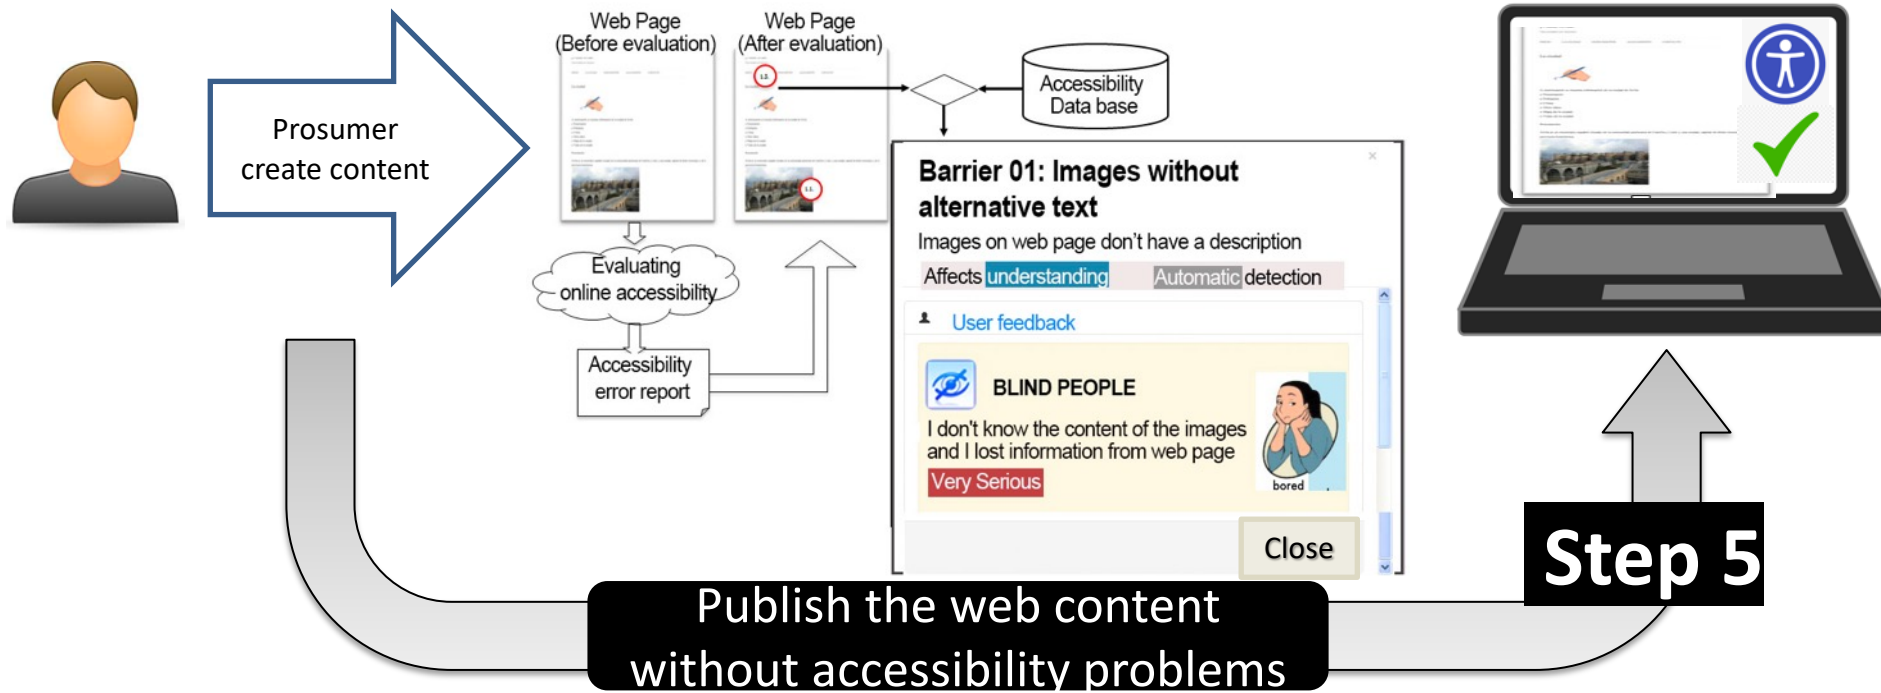 Prosumer
create content
Web Page
(Before evaluation)
Web Page
(After evaluation)
Accessibility
Data base
Evaluating
online accessibility
Accessibility
error report
Barrier 01: Images without
alternative text
Images on web page don't have a description
Affects understanding Automatic detection
User feedback
BLIND PEOPLE
I don't know the content of the images
and I lost information from web page
Very Serious
bored
Close
Step 5
Publish the web content
without accessibility problems